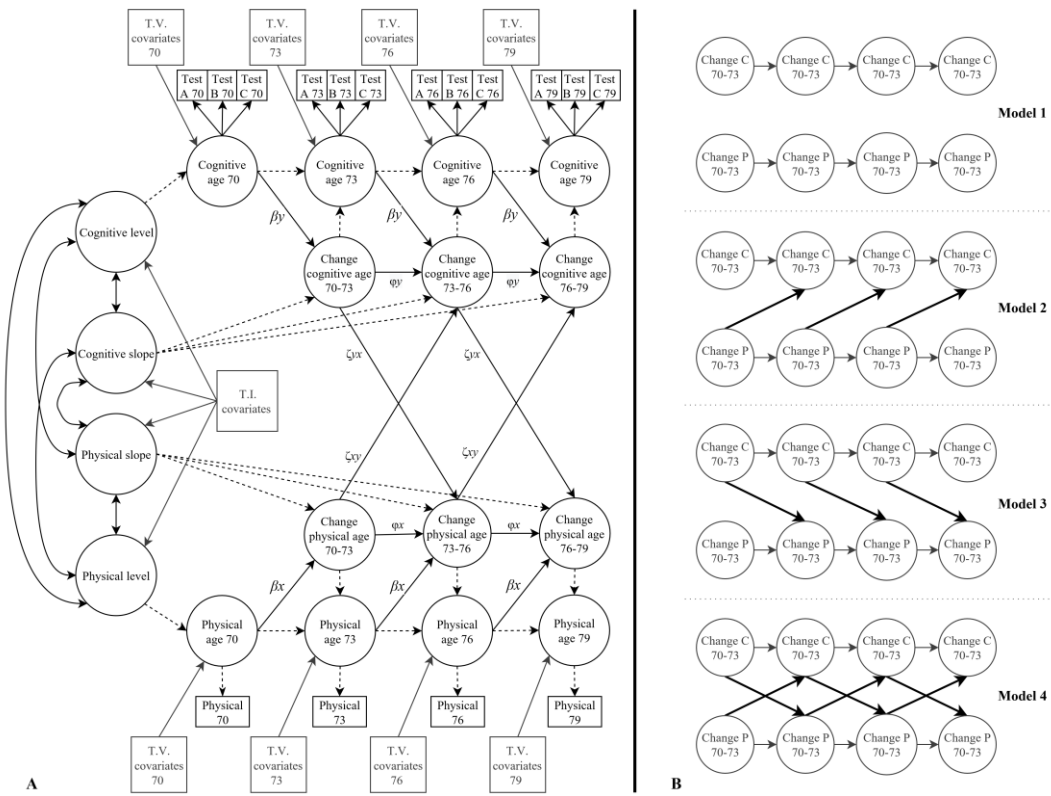 T.V.
covariates
70
T.V.
covariates
73
T.V.
covariates
76
T.V.
covariates
79
Test
A 70
Test
B 70
Test
C 70
Test
A 73
Test
B 73
Test
C 73
Test
A 76
Test
B 76
Test
C 76
Test
A 79
Test
B 79
Test
C 79
Cognitive
age 70
Cognitive
age 73
Cognitive
age 76
Cognitive
age 79
βy
βy
βy
Cognitive level
Change
cognitive age
70-73
φy
Change
cognitive age
73-76
φy
Change
cognitive age
76-79
Cognitive slope
ζyx
ζyx
T.I.
covariates
Physical slope
ζxy
ζxy
Change
physical age
70-73
φx
Change
physical age
73-76
φx
Change
physical age
76-79
Physical level
βx
βx
βx
Physical
age 70
Physical
age 73
Physical
age 76
Physical
age 79
Physical
70
Physical
73
Physical
76
Physical
79
T.V.
covariates
70
T.V.
covariates
73
T.V.
covariates
76
T.V.
covariates
79
A
Change C
70-73
Change C
70-73
Change C
70-73
Change C
70-73
Model 1
Change P
70-73
Change P
70-73
Change P
70-73
Change P
70-73
Change C
70-73
Change C
70-73
Change C
70-73
Change C
70-73
Model 2
Change P
70-73
Change P
70-73
Change P
70-73
Change P
70-73
Change C
70-73
Change C
70-73
Change C
70-73
Change C
70-73
Model 3
Change P
70-73
Change P
70-73
Change P
70-73
Change P
70-73
Change C
70-73
Change C
70-73
Change C
70-73
Change C
70-73
Model 4
Change P
70-73
Change P
70-73
Change P
70-73
Change P
70-73
B